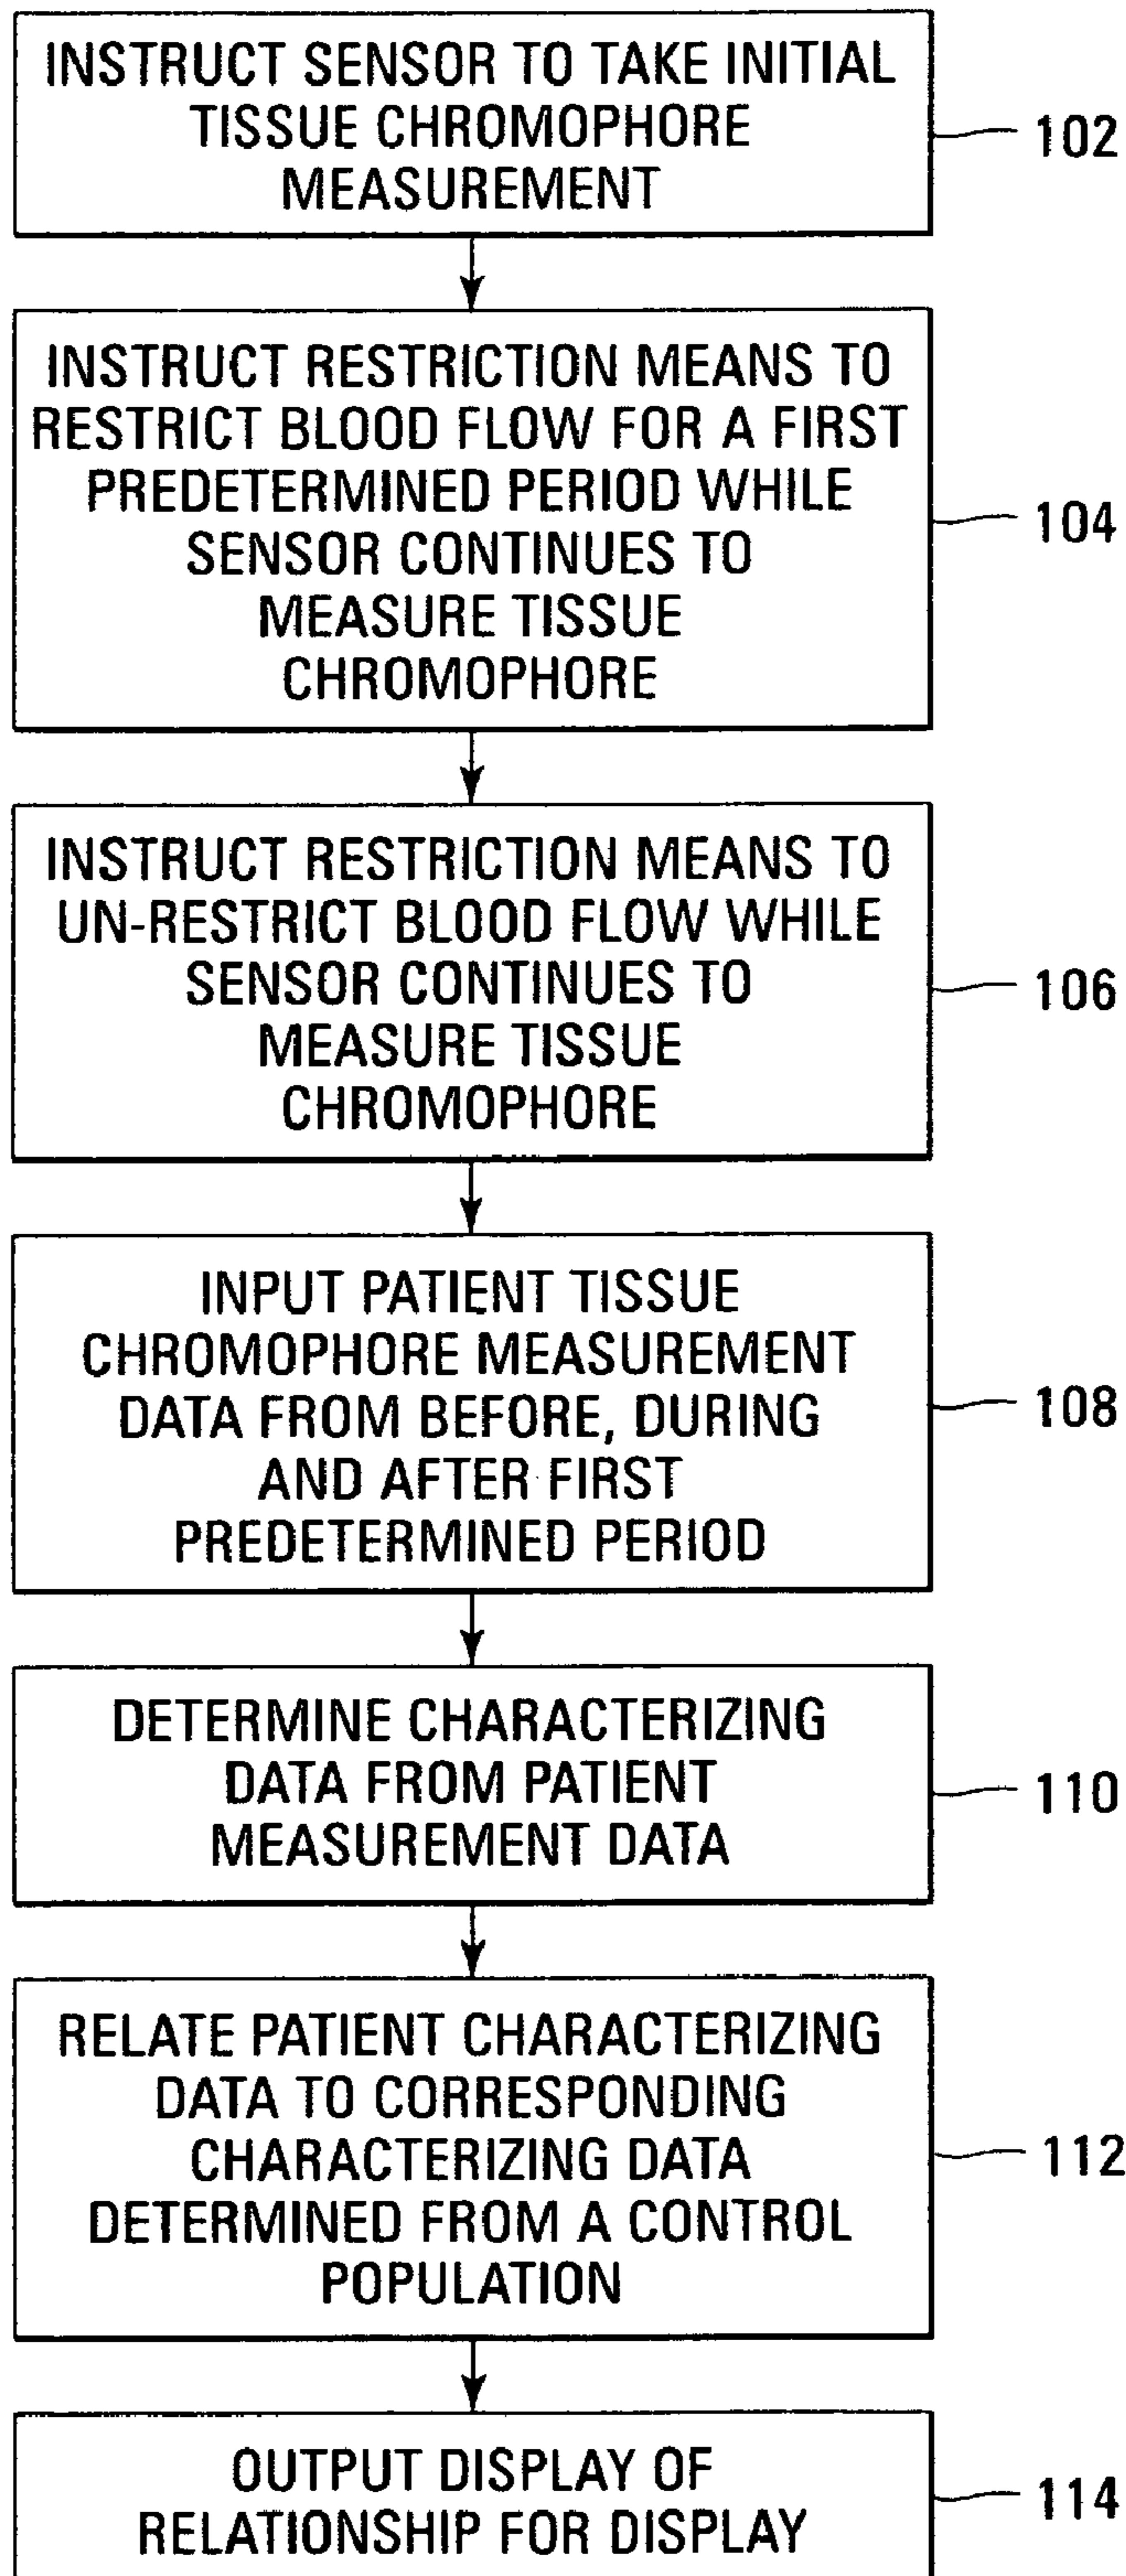 INSTRUCT SENSOR TO TAKE INITIAL
TISSUE CHROMOPHORE
MEASUREMENT
102
INSTRUCT RESTRICTION MEANS TO
RESTRICT BLOOD FLOW FOR A FIRST
PREDETERMINED PERIOD WHILE
SENSOR CONTINUES TO
MEASURE TISSUE
CHROMOPHORE
104
INSTRUCT RESTRICTION MEANS TO
UN-RESTRICT BLOOD FLOW WHILE
SENSOR CONTINUES TO
MEASURE TISSUE
CHROMOPHORE
106
INPUT PATIENT TISSUE
CHROMOPHORE MEASUREMENT
DATA FROM BEFORE, DURING
AND AFTER FIRST
PREDETERMINED PERIOD
108
DETERMINE CHARACTERIZING
DATA FROM PATIENT
MEASUREMENT DATA
110
RELATE PATIENT CHARACTERIZING
DATA TO CORRESPONDING
CHARACTERIZING DATA
DETERMINED FROM A CONTROL
POPULATION
112
OUTPUT DISPLAY OF
RELATIONSHIP FOR DISPLAY
114